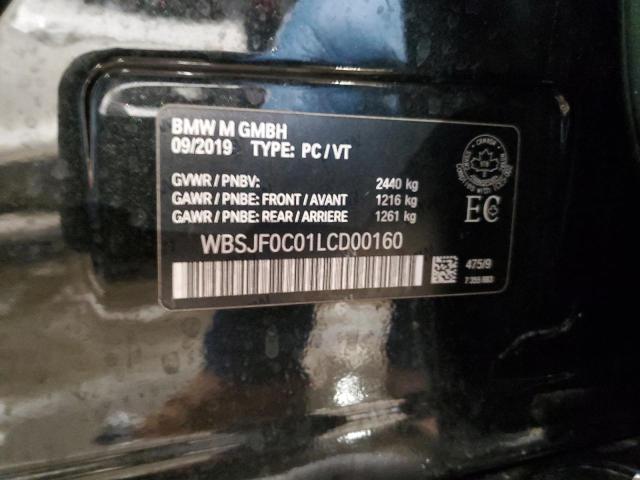 BMW M GMBH
09/2019 TYPE: PC / VT
GVWR / PNBV: 2440 kg
GAWR / PNBE: FRONT / AVANT 1216 kg
GAWR / PNBE: REAR / ARRIERE 1261 kg
EC
WBSJF0C01LCD00160
475/9
CANADA